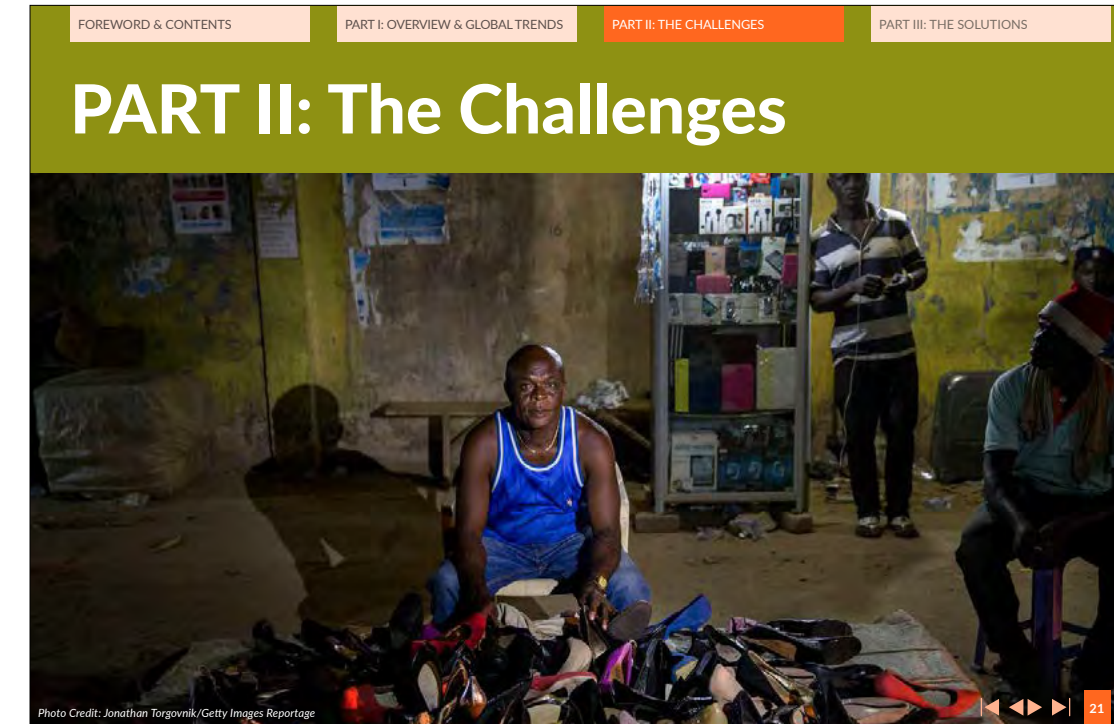 FOREWORD & CONTENTS
PART I: OVERVIEW & GLOBAL TRENDS
PART II: THE CHALLENGES
PART III: THE SOLUTIONS
PART II: The Challenges
16
Photo Credit: Jonathan Torgovnik/Getty Images Reportage
21